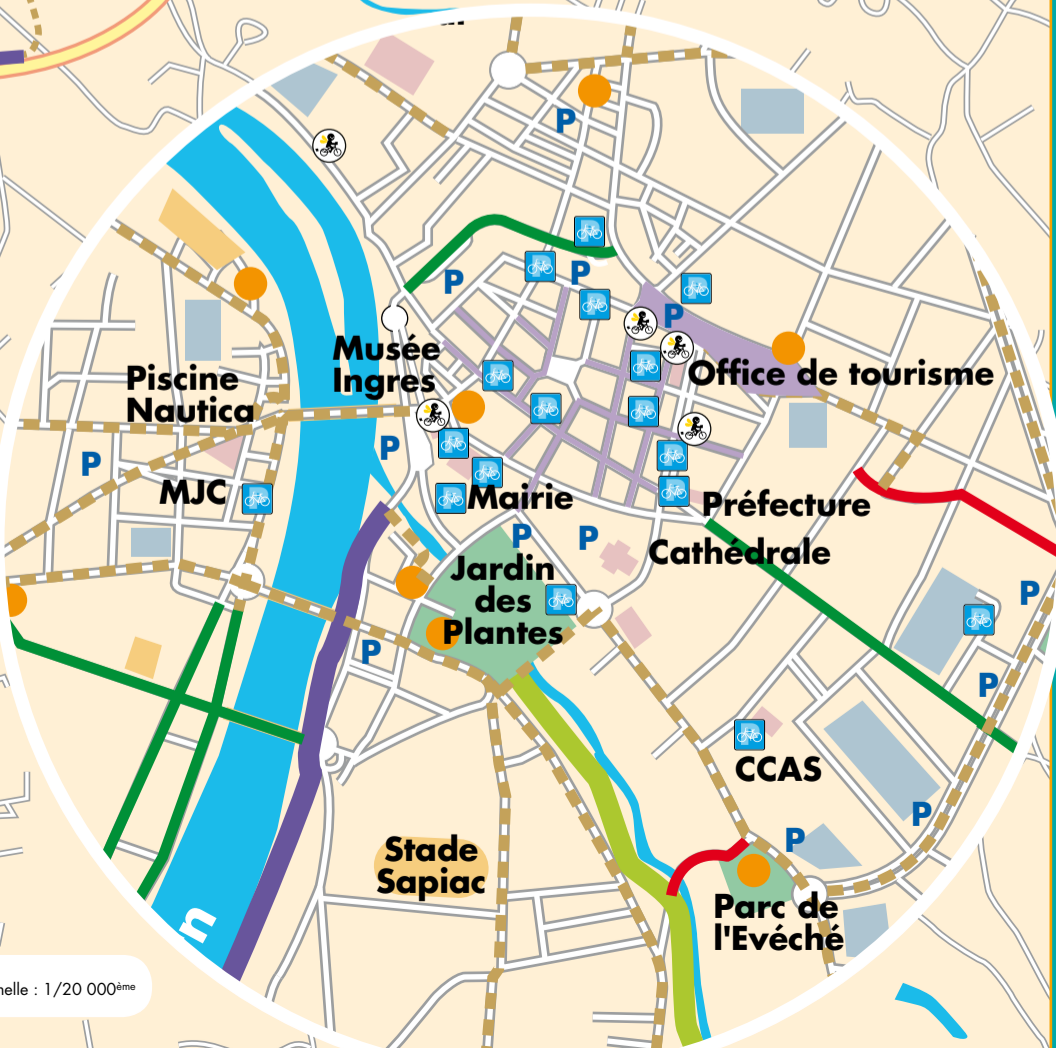 P
P
P
Musée
Ingres
P
Office de tourisme
Piscine
Nautica
P
P
MJC
Mairie
Préfecture
P
P
Cathédrale
Jardin
des
Plantes
P
P
P
CCAS
P
P
Stade
Sapiac
Parc de
l'Evéché
n
: 1/20 000ème